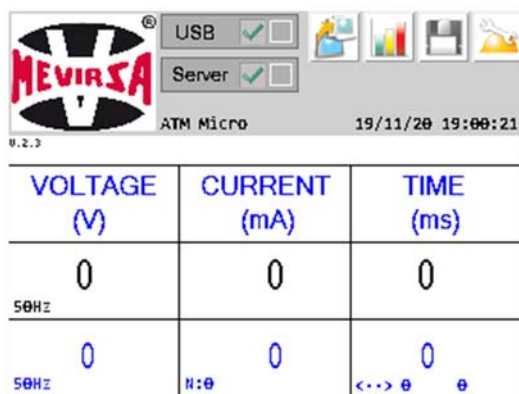 ®
MEVIRSA
USB
Server
ATM Micro 19/11/20 19:00:21
V.2.3
VOLTAGE CURRENT TIME
(V) (mA) (ms)
0 0 0
50Hz
0 0 0
50Hz N:0 <--> 0 0